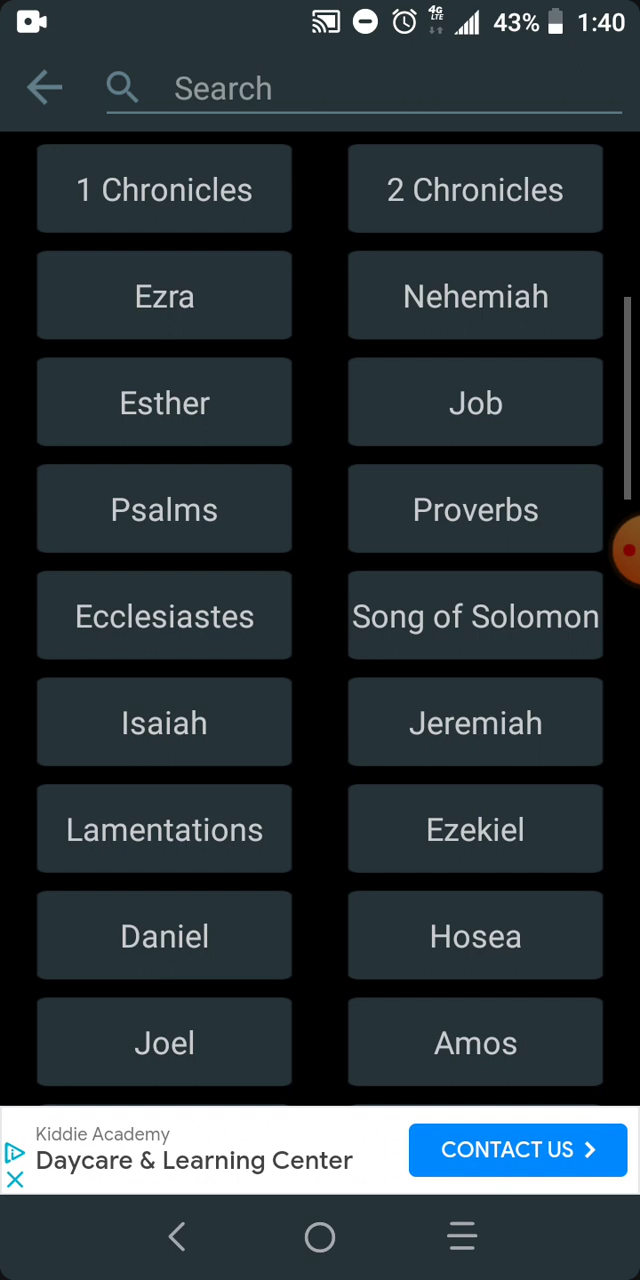 4G
LTE
43%
1:40
Search
1 Chronicles
2 Chronicles
Ezra
Nehemiah
Esther
Job
Psalms
Proverbs
Ecclesiastes
Song of Solomon
Isaiah
Jeremiah
Lamentations
Ezekiel
Daniel
Hosea
Joel
Amos
Kiddie Academy
Daycare & Learning Center
CONTACT US